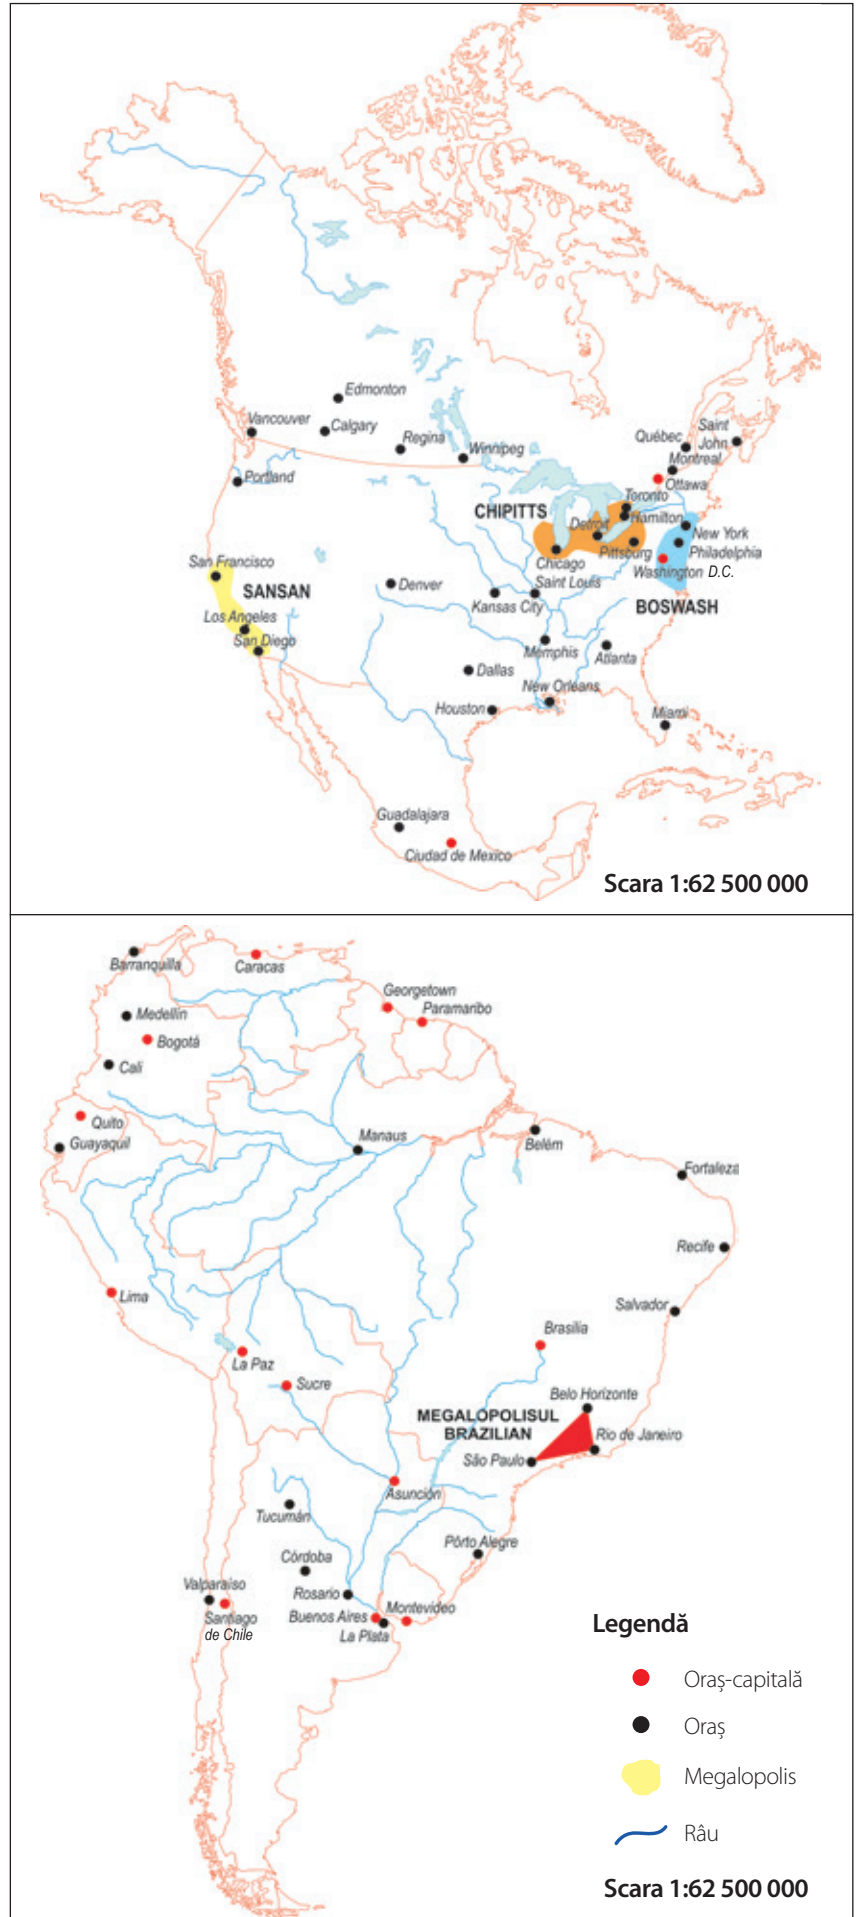 Edmonton
Vancouver
Calgary
Regina
Winnipeg
Québec
Saint
John
Montreal
Ottawa
Portland
Toronto
CHIPITTS
Detroit
Hamilton
New York
Pittsburg
Philadelphia
Chicago
Washington D.C.
San Francisco
SANSAN
Denver
Saint Louis
Kansas City
BOSWASH
Los Angeles
San Diego
Memphis
Atlanta
Dallas
New Orleans
Houston
Miami
Guadalajara
Ciudad de Mexico
Scara 1:62 500 000
Barranquilla
Caracas
Georgetown
Paramaribo
Medellín
Bogotá
Cali
Quito
Guayaquil
Manaus
Belém
Fortaleza
Recife
Lima
Salvador
Brasilia
La Paz
Sucre
Belo Horizonte
MEGALOPOLISUL
BRAZILIAN
Rio de Janeiro
São Paulo
Asunción
Tucumán
Pôrto Alegre
Córdoba
Valparaiso
Rosario
Santiago
de Chile
Buenos Aires
Montevideo
La Plata
Legendă
Oraş-capitală
Oraş
Megalopolis
Râu
Scara 1:62 500 000